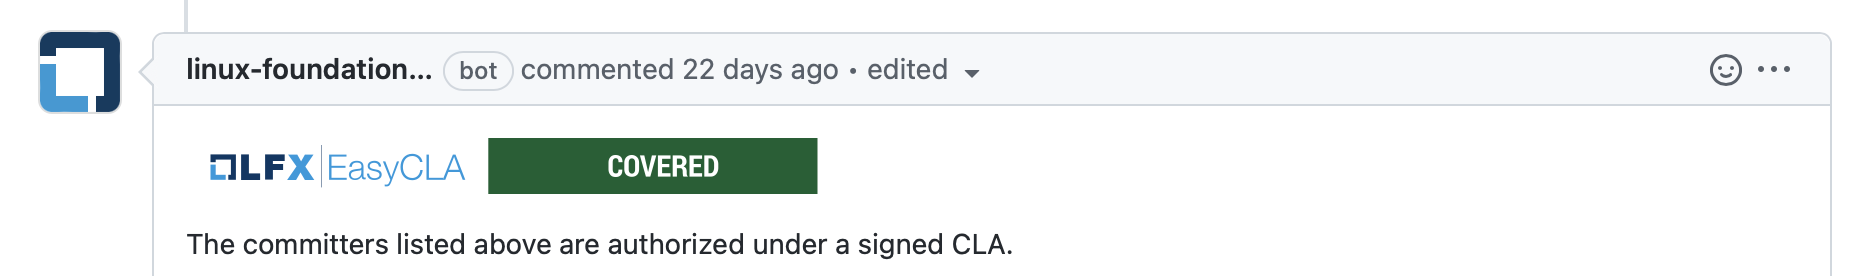 linux-foundation... bot commented 22 days ago • edited
LFX EasyCLA COVERED
The committers listed above are authorized under a signed CLA.